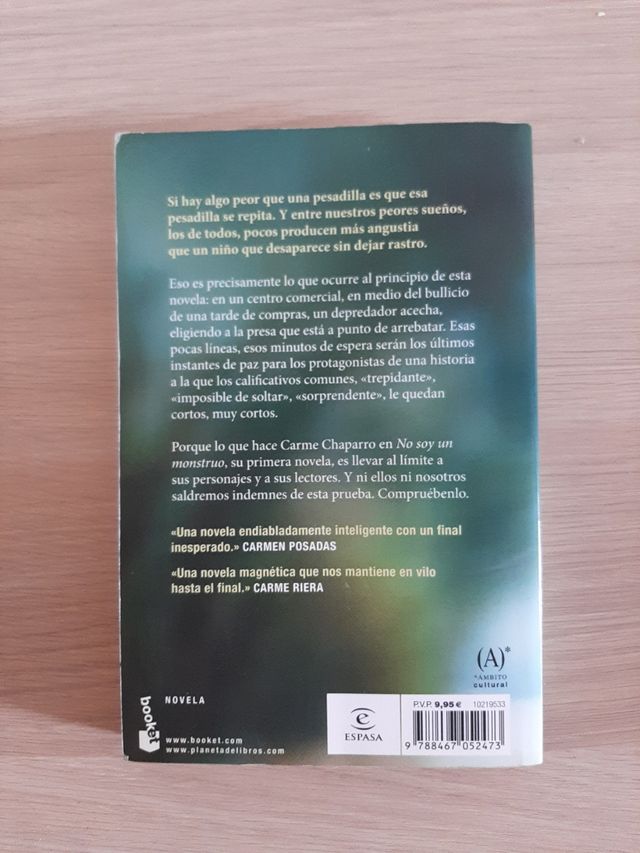 Si hay algo peor que una pesadilla es que esa
pesadilla se repita. Y entre nuestros peores sueños,
los de todos, pocos producen más angustia
que un niño que desaparece sin dejar rastro.
Eso es precisamente lo que ocurre al principio de esta
novela: en un centro comercial, en medio del bullicio
de una tarde de compras, un depredador acecha,
eligiendo a la presa que está a punto de arrebatar. Esas
pocas líneas, esos minutos de espera serán los últimos
instantes de paz para los protagonistas de una historia
a la que los calificativos comunes, «trepidante»,
«imposible de soltar», «sorprendente», le quedan
cortos, muy cortos.
Porque lo que hace Carme Chaparro en No soy un
monstruo, su primera novela, es llevar al límite a
sus personajes y a sus lectores. Y ni ellos ni nosotros
saldremos indemnes de esta prueba. Compruébenlo.
«Una novela endiabladamente inteligente con un final
inesperado.» CARMEN POSADAS
«Una novela magnética que nos mantiene en vilo
hasta el final.» CARME RIERA
(A)*
*ÁMBITO
cultural
booket
NOVELA
www.booket.com
www.planetadelibros.com
e
ESPASA
P.V.P. 9,95 € 10219533
9 788467 052473